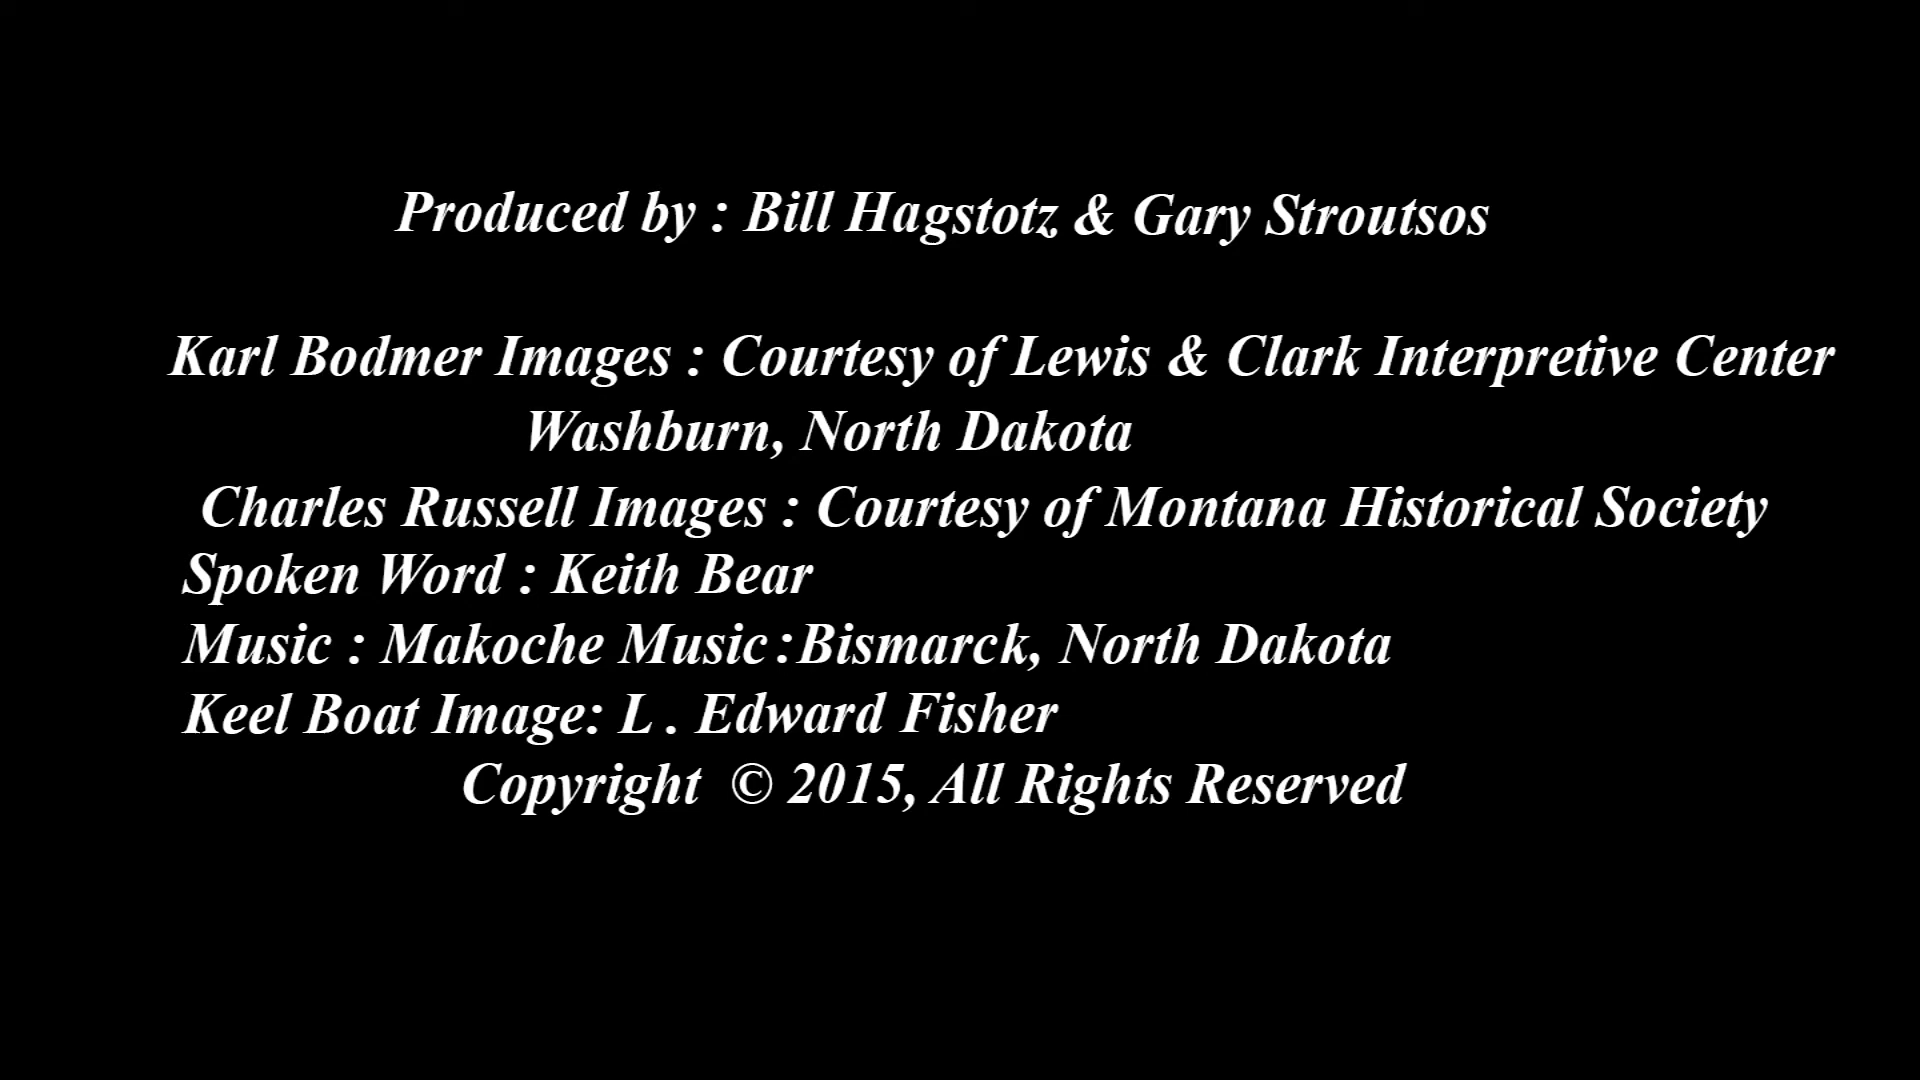 Produced by : Bill Hagstotz & Gary Stroutsos
Karl Bodmer Images : Courtesy of Lewis & Clark Interpretive Center
Washburn, North Dakota
Charles Russell Images : Courtesy of Montana Historical Society
Spoken Word : Keith Bear
Music : Makoche Music:Bismarck, North Dakota
Keel Boat Image: L . Edward Fisher
Copyright © 2015, All Rights Reserved